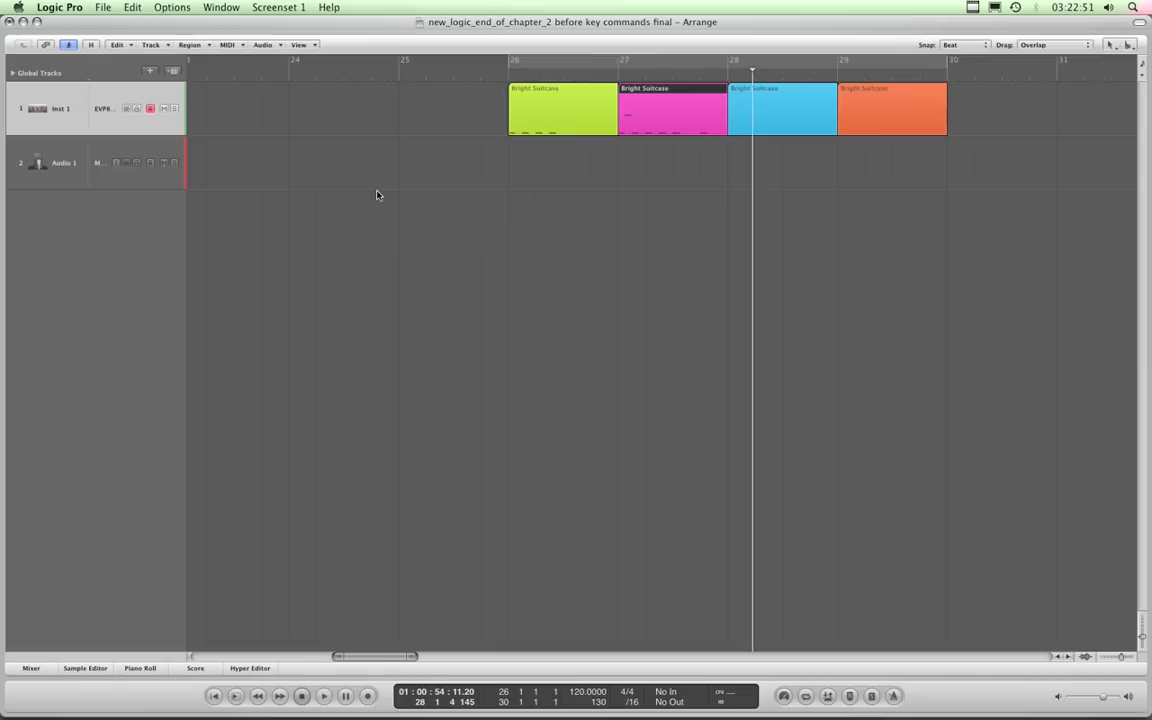 Logic Pro File Edit Options Window Screenset 1 Help 03:22:51
new_logic_end_of_chapter_2 before key commands final – Arrange
H Edit Track Region MIDI Audio View Snap: Beat Drag: Overlap
Global Tracks
24 25 26 27 28 29 30 31
Bright Suitcase Bright Suitcase Bright Suitcase Bright Suitcase
1 Inst 1 EVP8... R M S
2 Audio 1 M... I R M S
Mixer Sample Editor Piano Roll Score Hyper Editor
01 : 00 : 54 : 11.20 26 1 1 1 120.0000 4/4 No In CPU
28 1 4 145 30 1 1 1 130 /16 No Out HD